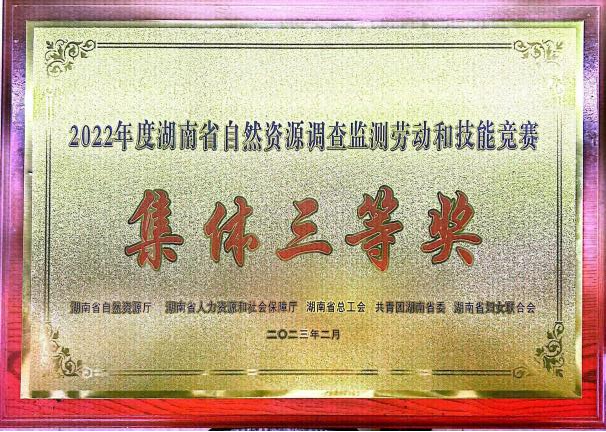 2022年度湖南省自然资源调查监测劳动和技能竞赛
集体三等奖
湖南省自然资源厅 湖南省人力资源和社会保障厅 湖南省总工会 共青团湖南省委 湖南省妇女联合会
二〇二三年二月